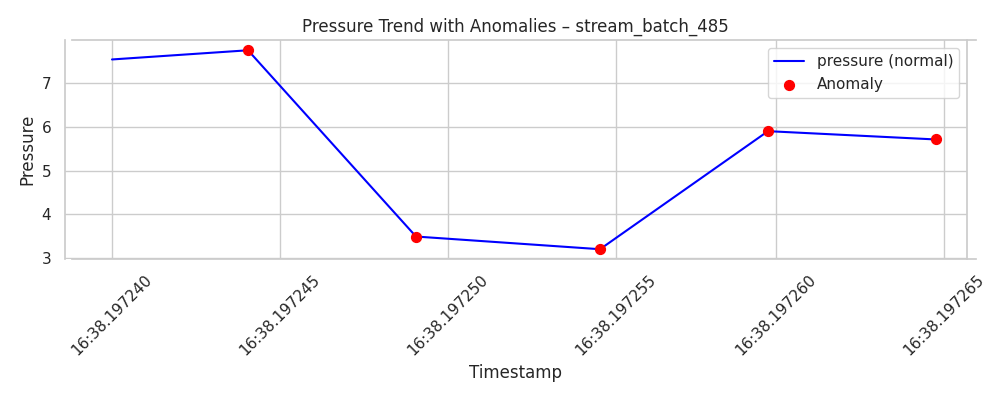 Pressure Trend with Anomalies – stream_batch_485
pressure (normal)
Anomaly
Pressure
7
6
5
4
3
16:38.197240
16:38.197245
16:38.197250
16:38.197255
16:38.197260
16:38.197265
Timestamp